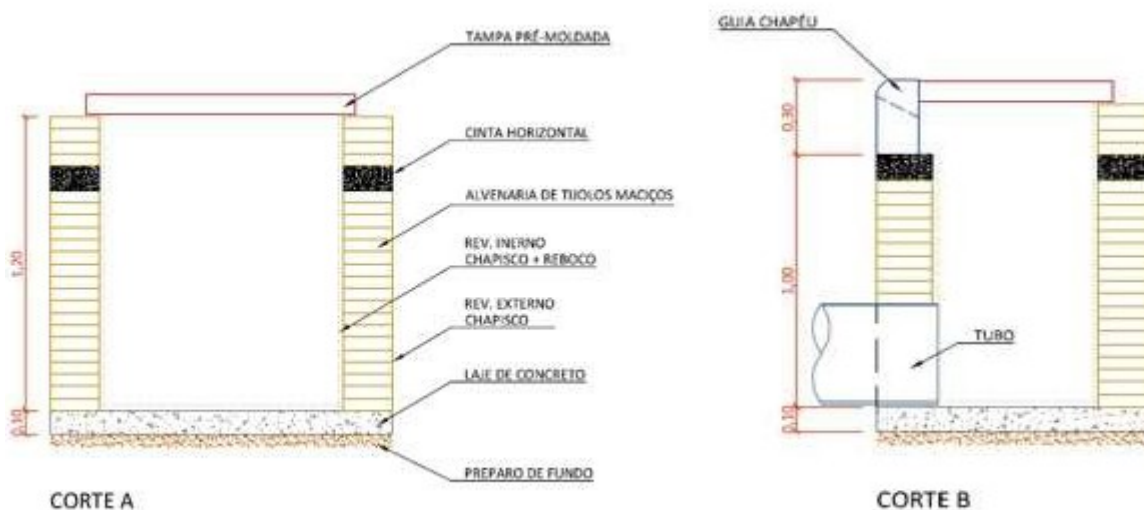 TAMPA PRÉ-MOLDADA
CINTA HORIZONTAL
ALVENARIA DE TIJOLOS MACIÇOS
REV. INERNO
CHAPISCO + REBOCO
REV. EXTERNO
CHAPISCO
LAJE DE CONCRETO
PREPARO DE FUNDO
1,20
0,10
CORTE A
GUIA CHAPÉU
0,30
1,00
TUBO
0,10
CORTE B